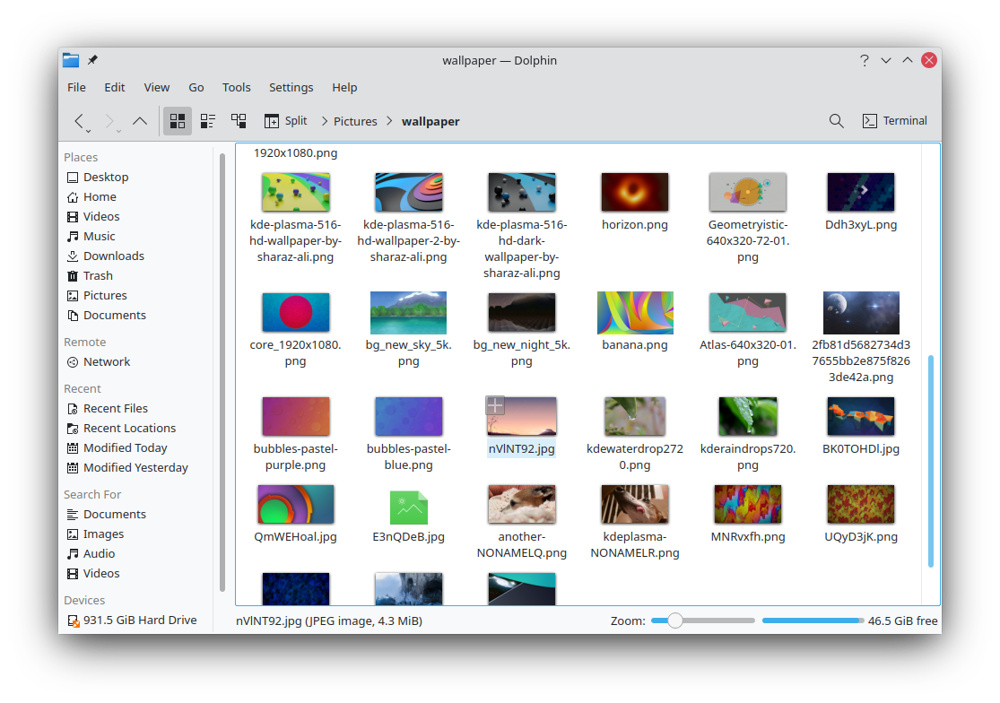 wallpaper — Dolphin
File Edit View Go Tools Settings Help
Split Pictures wallpaper Terminal
Places
Desktop
Home
Videos
Music
Downloads
Trash
Pictures
Documents
Remote
Network
Recent
Recent Files
Recent Locations
Modified Today
Modified Yesterday
Search For
Documents
Images
Audio
Videos
Devices
931.5 GiB Hard Drive
1920x1080.png
kde-plasma-516-
hd-wallpaper-by-
sharaz-ali.png
kde-plasma-516-
hd-wallpaper-2-by-
sharaz-ali.png
kde-plasma-516-
hd-dark-
wallpaper-by-
sharaz-ali.png
horizon.png
Geometryistic-
640x320-72-01.
png
Ddh3xyL.png
core_1920x1080.
png
bg_new_sky_5k.
png
bg_new_night_5k.
png
banana.png
Atlas-640x320-01.
png
2fb81d5682734d3
7655bb2e875f826
3de42a.png
bubbles-pastel-
purple.png
bubbles-pastel-
blue.png
nVlNT92.jpg
kdewaterdrop272
0.png
kderaindrops720.
png
BK0TOHDl.jpg
QmWEHoal.jpg
E3nQDeB.jpg
another-
NONAMELQ.png
kdeplasma-
NONAMELR.png
MNRvxfh.png
UQyD3jK.png
nVlNT92.jpg (JPEG image, 4.3 MiB)
Zoom:
46.5 GiB free